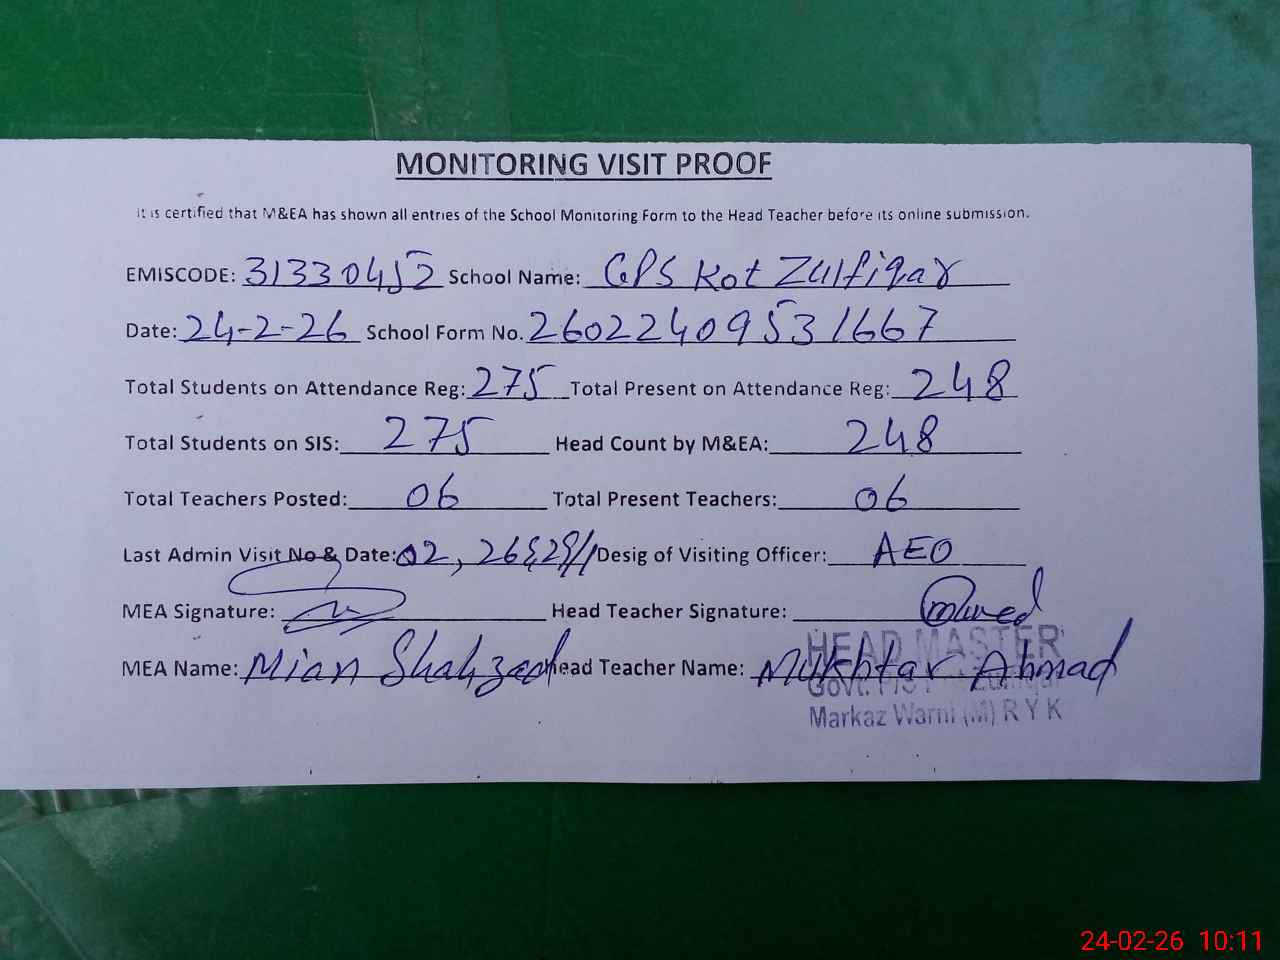 MONITORING VISIT PROOF
It is certified that M&EA has shown all entries of the School Monitoring Form to the Head Teacher before its online submission.
EMISCODE: 31330452 School Name: GPS Kot Zulfiqar
Date: 24-2-26 School Form No. 26022409531667
Total Students on Attendance Reg: 275 Total Present on Attendance Reg: 248
Total Students on SIS: 275 Head Count by M&EA: 248
Total Teachers Posted: 06 Total Present Teachers: 06
Last Admin Visit No & Date: 02, 26&29/1 Desig of Visiting Officer: AEO
MEA Signature: Head Teacher Signature:
MEA Name: Mian Shahzad Head Teacher Name: Mukhtar Ahmad
HEAD MASTER
Govt. P/S
Markaz Warni (M) R Y K
24-02-26 10:11